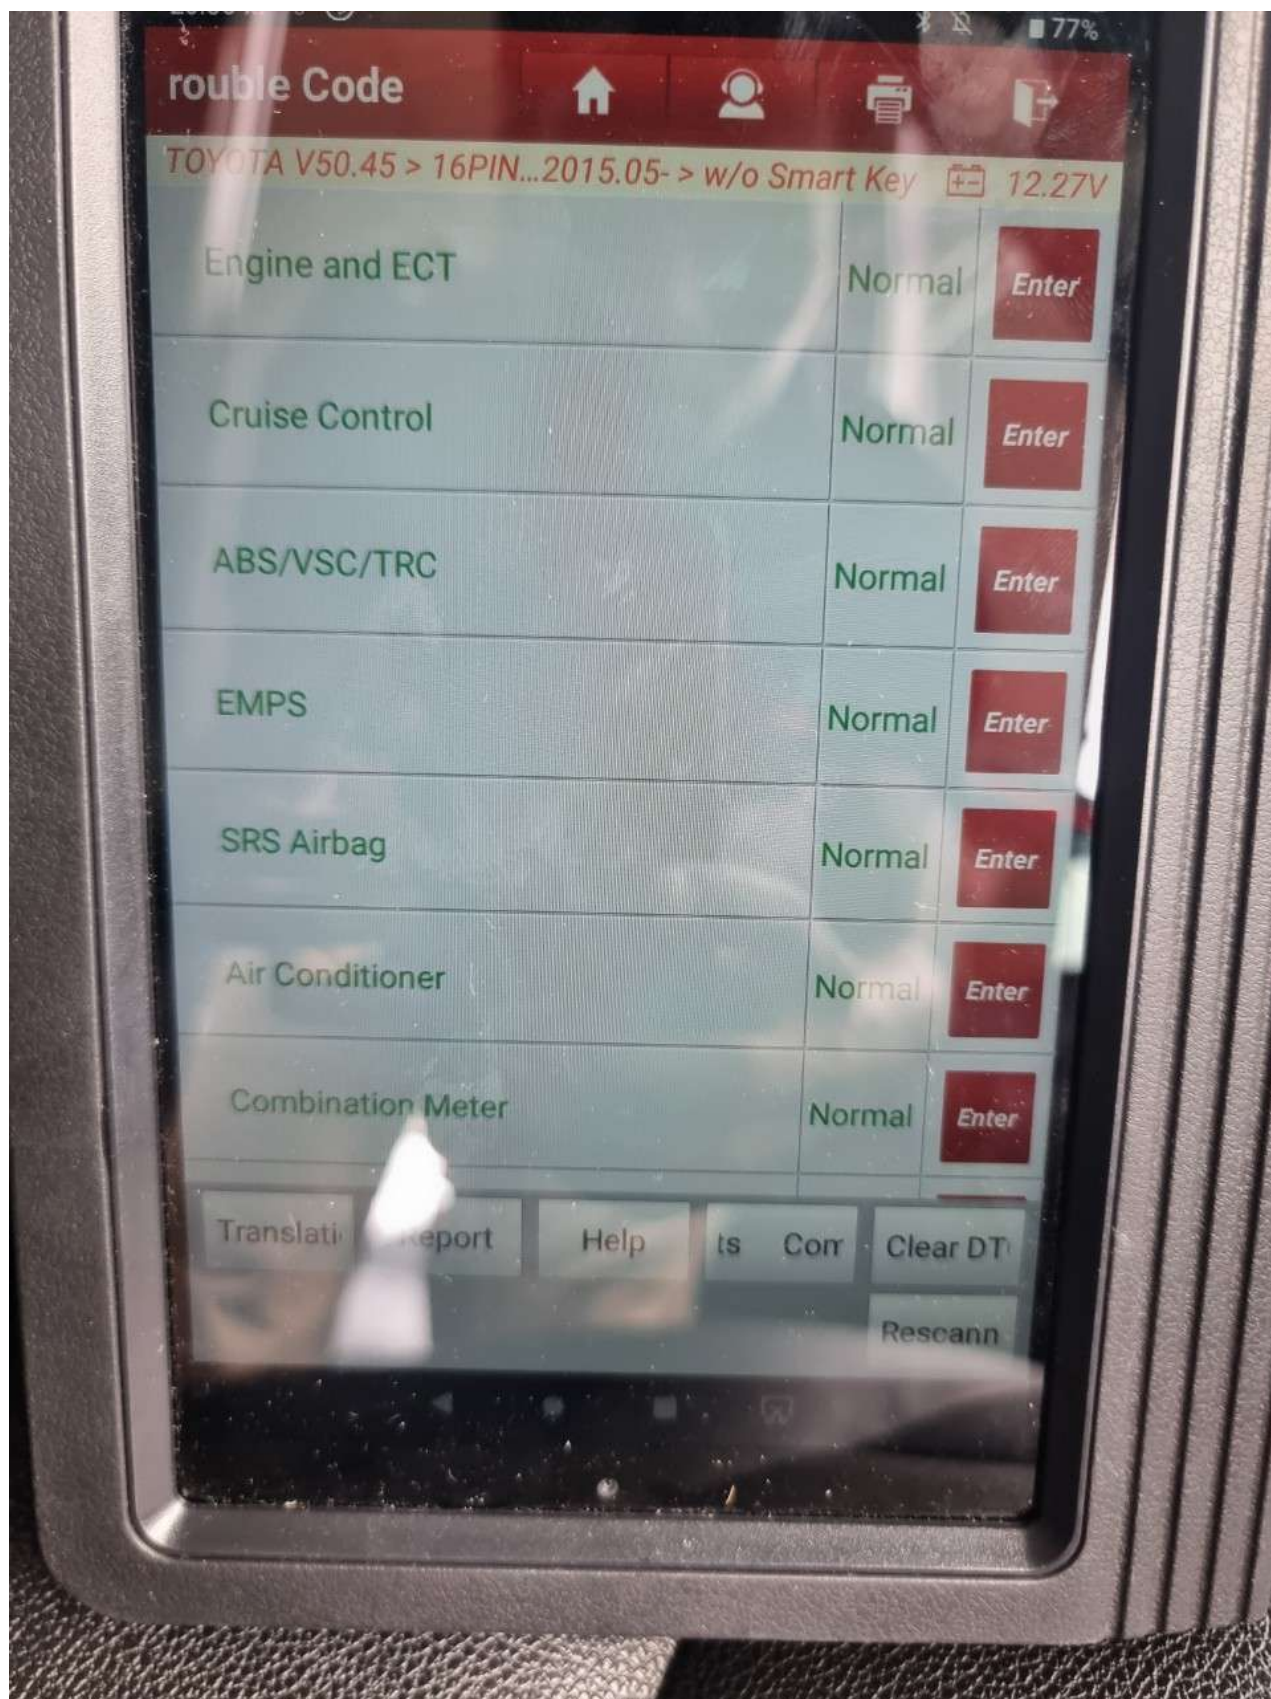 77%
rouble Code
TOYOTA V50.45 > 16PIN...2015.05- > w/o Smart Key 12.27V
Engine and ECT Normal Enter
Cruise Control Normal Enter
ABS/VSC/TRC Normal Enter
EMPS Normal Enter
SRS Airbag Normal Enter
Air Conditioner Normal Enter
Combination Meter Normal Enter
Translati eport Help ts Com Clear DT
Rescann